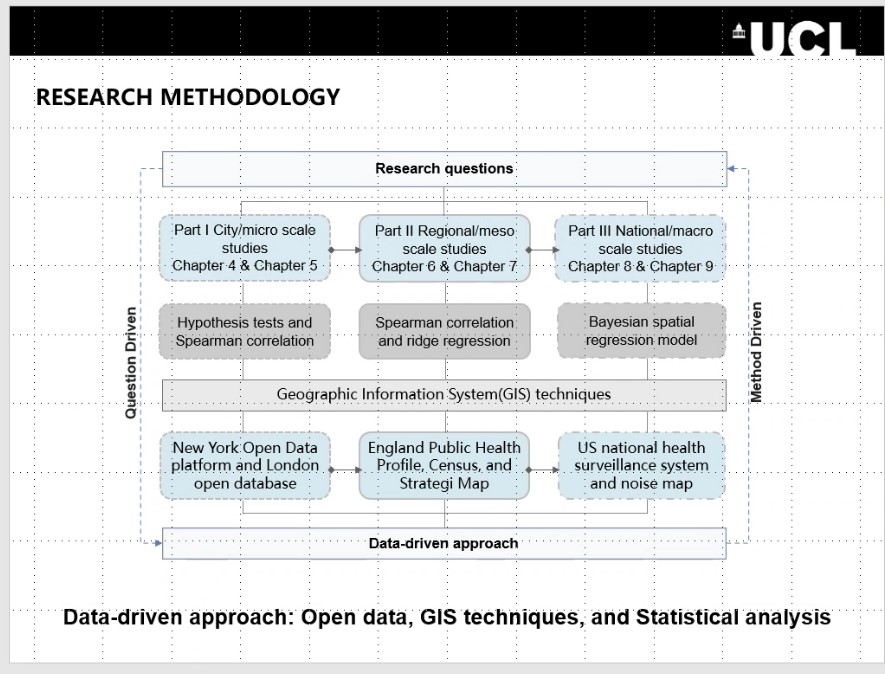 UCL
RESEARCH METHODOLOGY
Research questions
Part I City/micro scale
studies
Chapter 4 & Chapter 5
Part II Regional/meso
scale studies
Chapter 6 & Chapter 7
Part III National/macro
scale studies
Chapter 8 & Chapter 9
Question Driven
Method Driven
Hypothesis tests and
Spearman correlation
Spearman correlation
and ridge regression
Bayesian spatial
regression model
Geographic Information System(GIS) techniques
New York Open Data
platform and London
open database
England Public Health
Profile, Census, and
Strategi Map
US national health
surveillance system
and noise map
Data-driven approach
Data-driven approach: Open data, GIS techniques, and Statistical analysis